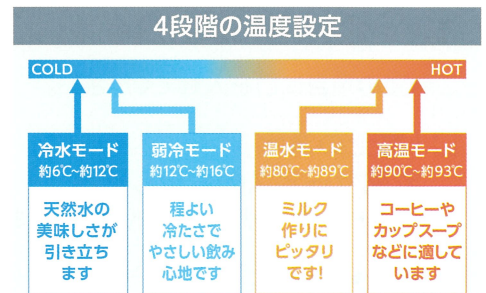 4段階の温度設定
COLD
HOT
冷水モード
約6℃~約12℃
天然水の
美味しさが
引き立ち
ます
弱冷モード
約12℃~約16℃
程よい
冷たさで
やさしい飲み
心地です
温水モード
約80℃~約89℃
ミルク
作りに
ピッタリ
です!
高温モード
約90℃~約93℃
コーヒーや
カップスープ
などに適して
います